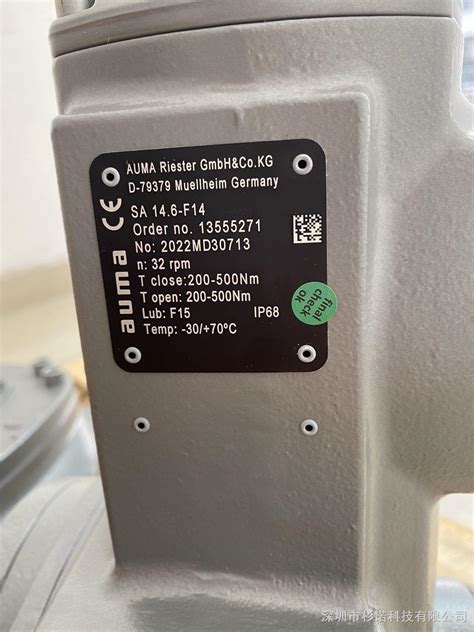 AUMA Riester GmbH&Co.KG
D-79379 Muellheim Germany
SA 14.6-F14
Order no. 13555271
No: 2022MD30713
n: 32 rpm
T close:200-500Nm
T open: 200-500Nm
Lub: F15 IP68
Temp: -30/+70ºC
auma CE
final
check
ok
深圳市杉诺科技有限公司